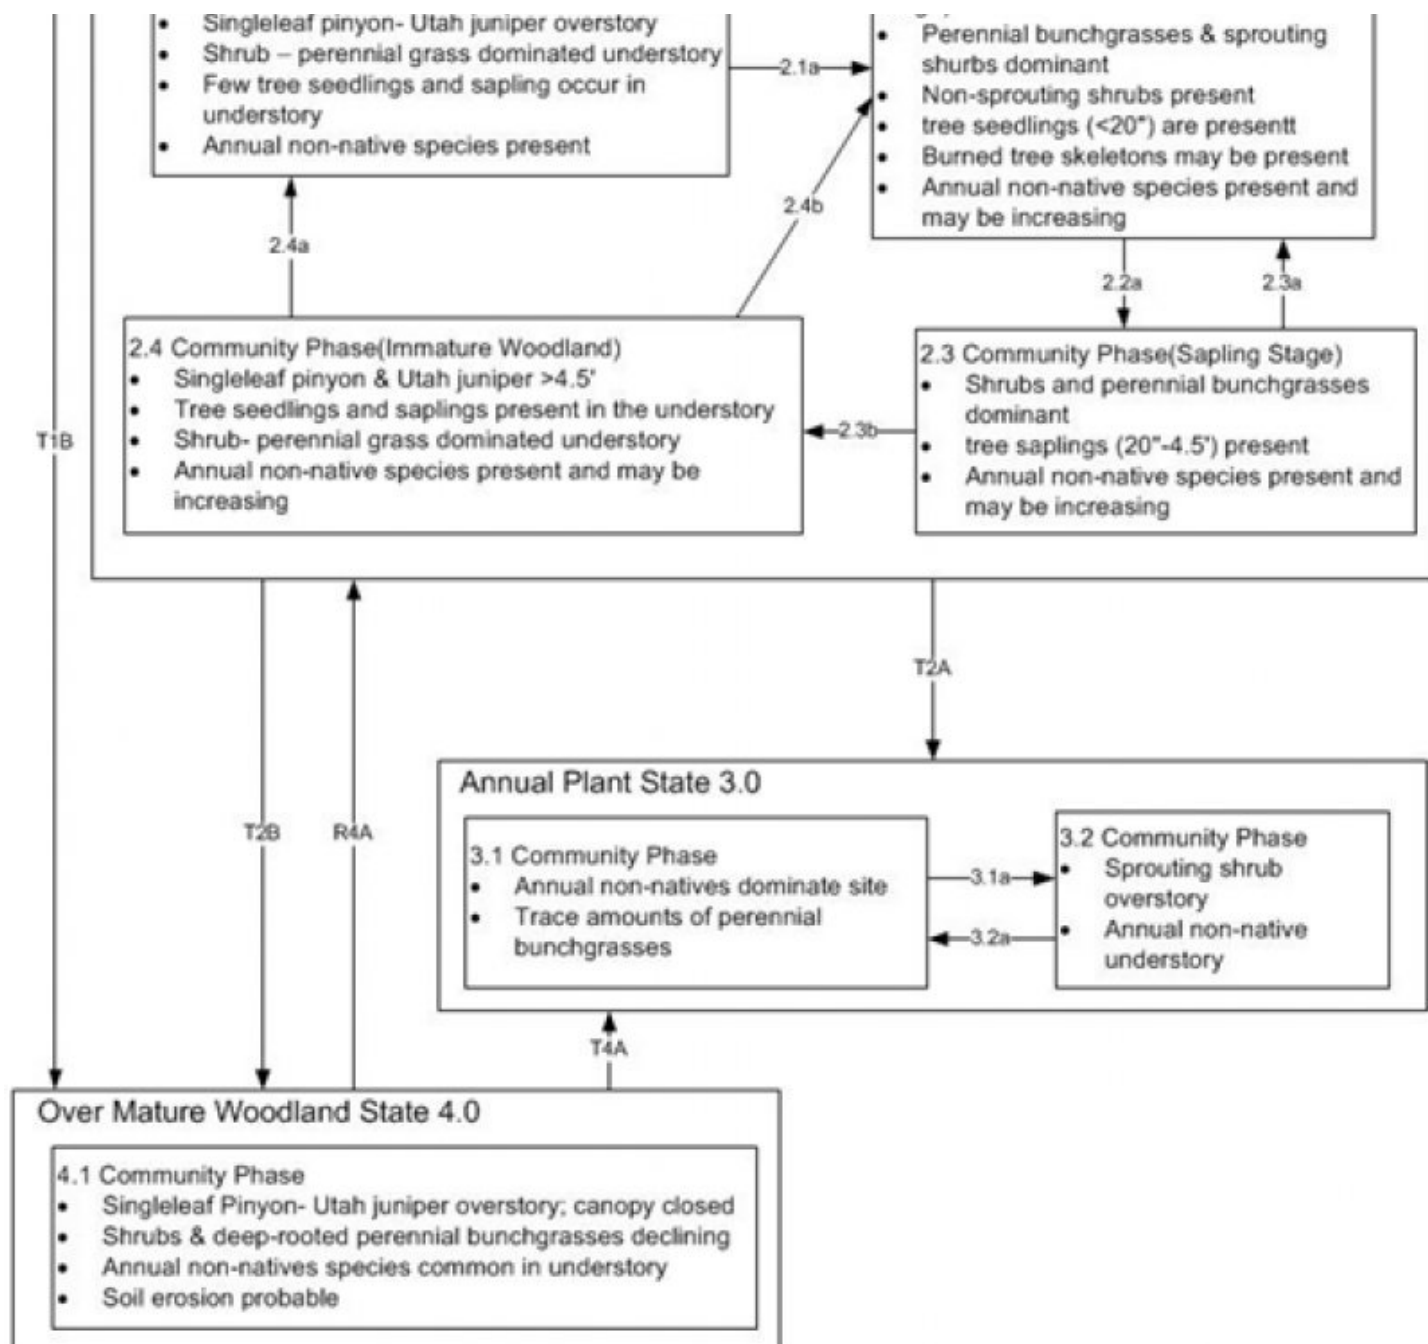 • Singleleaf pinyon- Utah juniper overstory
• Shrub – perennial grass dominated understory
• Few tree seedlings and sapling occur in
understory
• Annual non-native species present
2.1a
• Perennial bunchgrasses & sprouting
shurbs dominant
• Non-sprouting shrubs present
• tree seedlings (<20") are presentt
• Burned tree skeletons may be present
• Annual non-native species present and
may be increasing
2.4a
2.4b
2.2a
2.3a
2.4 Community Phase(Immature Woodland)
• Singleleaf pinyon & Utah juniper >4.5'
• Tree seedlings and saplings present in the understory
• Shrub- perennial grass dominated understory
• Annual non-native species present and may be
increasing
2.3b
2.3 Community Phase(Sapling Stage)
• Shrubs and perennial bunchgrasses
dominant
• tree saplings (20"-4.5') present
• Annual non-native species present and
may be increasing
T1B
T2A
T2B
R4A
Annual Plant State 3.0
3.1 Community Phase
• Annual non-natives dominate site
• Trace amounts of perennial
bunchgrasses
3.1a
3.2a
3.2 Community Phase
• Sprouting shrub
overstory
• Annual non-native
understory
T4A
Over Mature Woodland State 4.0
4.1 Community Phase
• Singleleaf Pinyon- Utah juniper overstory; canopy closed
• Shrubs & deep-rooted perennial bunchgrasses declining
• Annual non-natives species common in understory
• Soil erosion probable